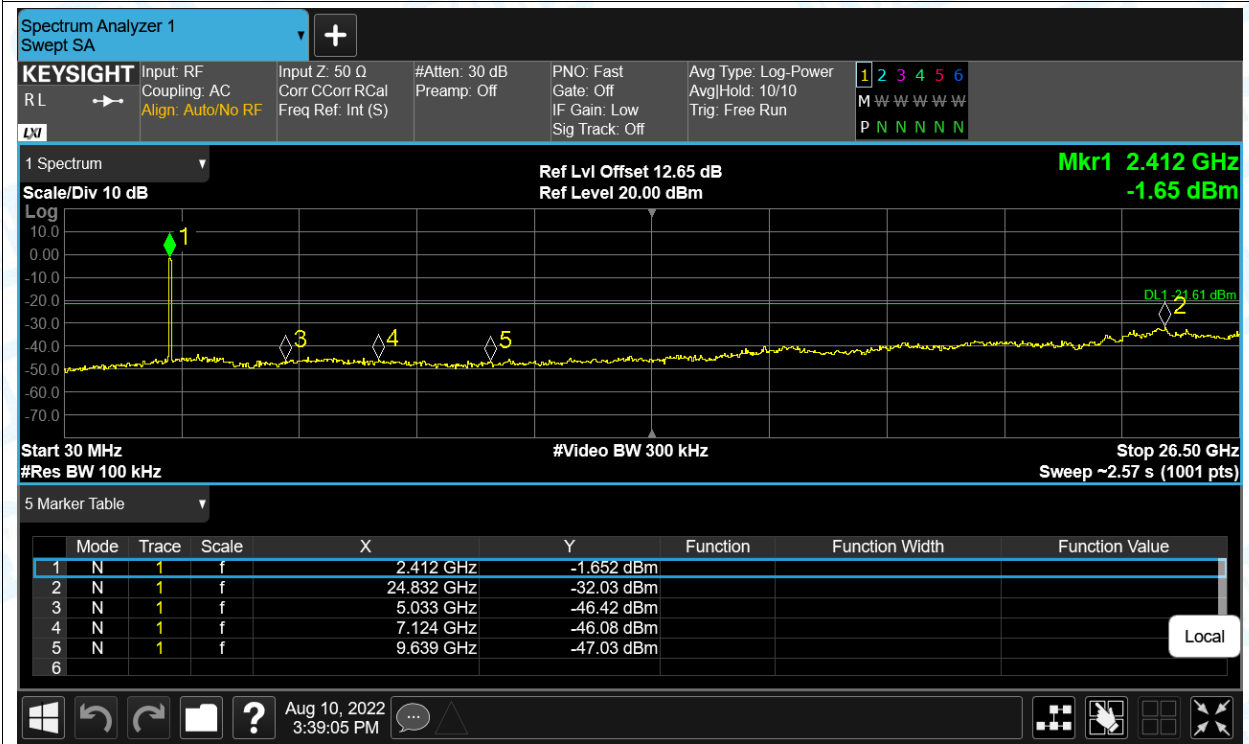 Spectrum Analyzer 1
Swept SA
+
KEYSIGHT Input: RF Input Z: 50 Ω #Atten: 30 dB PNO: Fast Avg Type: Log-Power 1 2 3 4 5 6
R L Coupling: AC Corr CCorr RCal Preamp: Off Gate: Off Avg|Hold: 10/10 M W W W W W
Align: Auto/No RF Freq Ref: Int (S) IF Gain: Low Trig: Free Run
LXI Sig Track: Off P N N N N N
1 Spectrum Ref Lvl Offset 12.65 dB Mkr1 2.412 GHz
Scale/Div 10 dB Ref Level 20.00 dBm -1.65 dBm
Log
10.0
0.00
-10.0
-20.0
-30.0
-40.0
-50.0
-60.0
-70.0
1
DL1 -21.61 dBm
2
3 4 5
Start 30 MHz #Video BW 300 kHz Stop 26.50 GHz
#Res BW 100 kHz Sweep ~2.57 s (1001 pts)
5 Marker Table
Mode Trace Scale X Y Function Function Width Function Value
1 N 1 f 2.412 GHz -1.652 dBm
2 N 1 f 24.832 GHz -32.03 dBm
3 N 1 f 5.033 GHz -46.42 dBm
4 N 1 f 7.124 GHz -46.08 dBm
5 N 1 f 9.639 GHz -47.03 dBm
6
Local
? Aug 10, 2022
3:39:05 PM